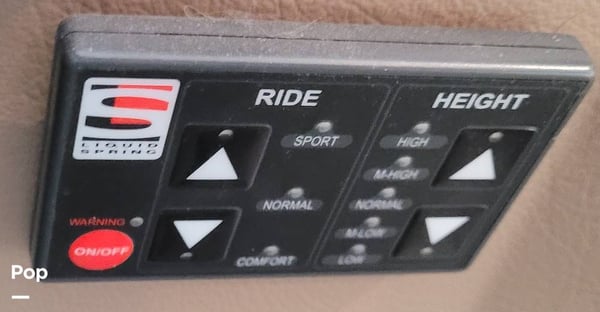 LIQUID
SPRING
RIDE
SPORT
NORMAL
COMFORT
WARNING
ON/OFF
HEIGHT
HIGH
M-HIGH
NORMAL
M-LOW
LOW
Pop